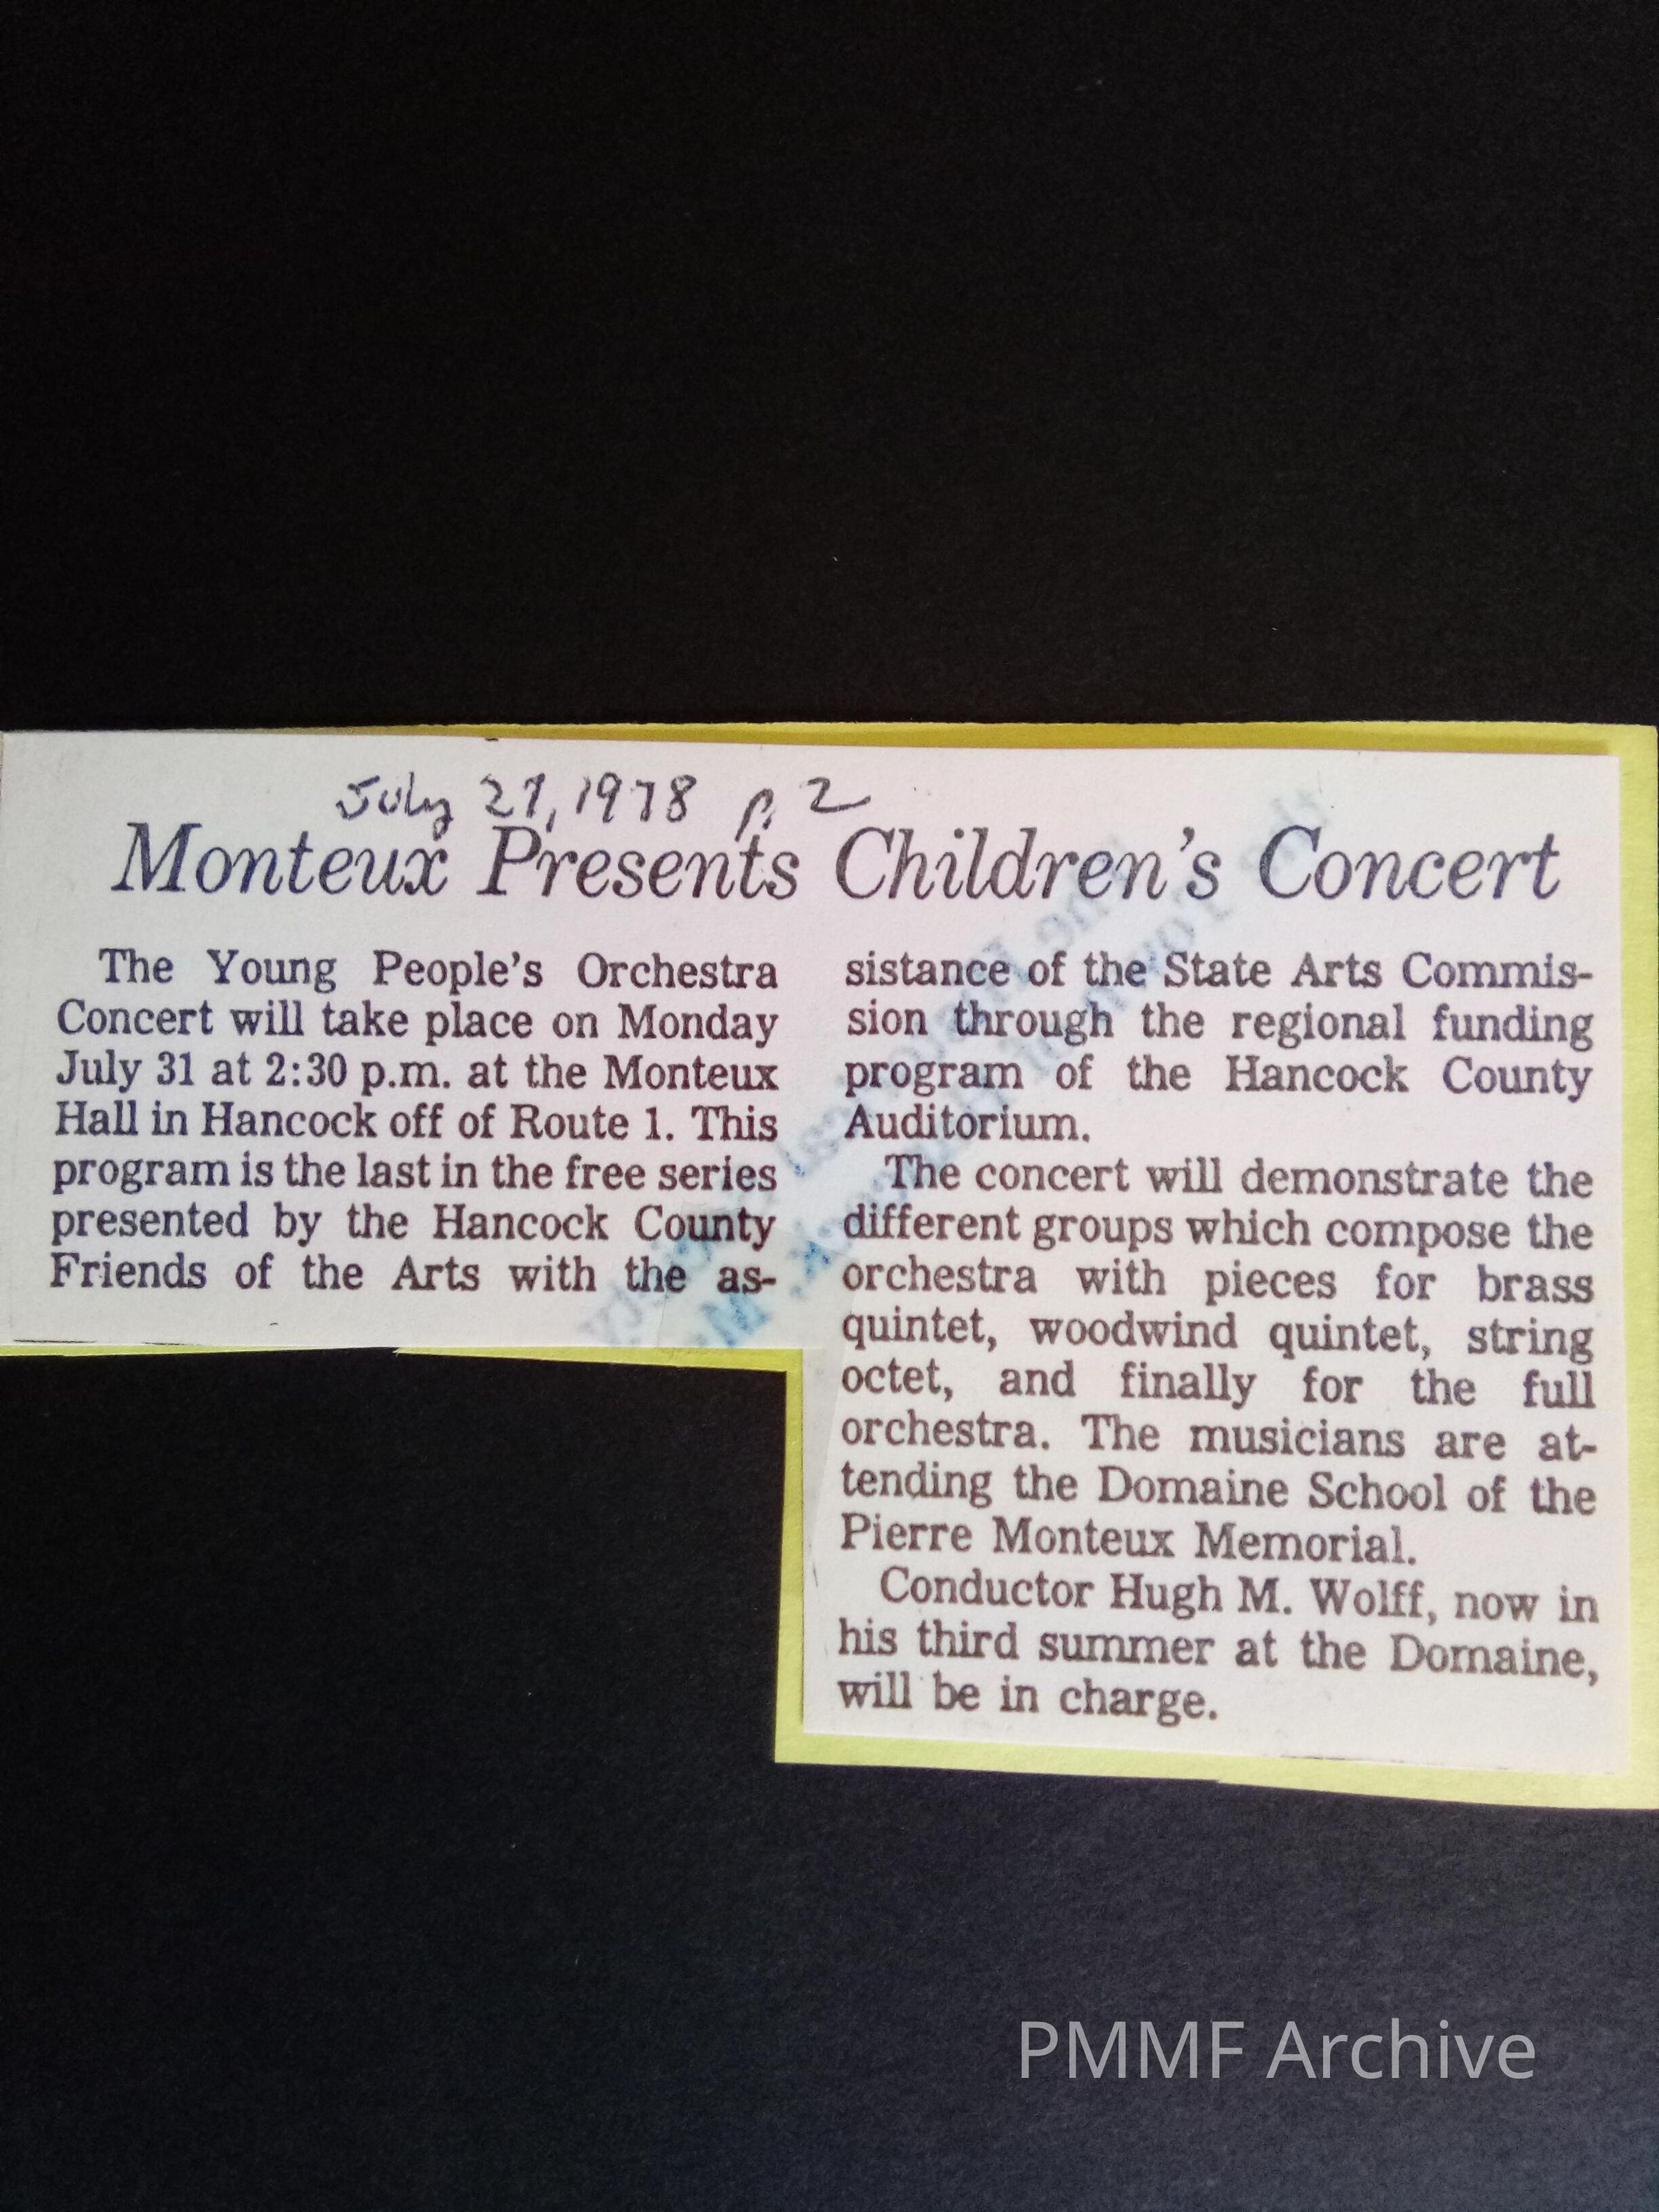 July 27, 1978 p. 2
Monteux Presents Children's Concert
The Young People's Orchestra
Concert will take place on Monday
July 31 at 2:30 p.m. at the Monteux
Hall in Hancock off of Route 1. This
program is the last in the free series
presented by the Hancock County
Friends of the Arts with the as-
sistance of the State Arts Commis-
sion through the regional funding
program of the Hancock County
Auditorium.
The concert will demonstrate the
different groups which compose the
orchestra with pieces for brass
quintet, woodwind quintet, string
octet, and finally for the full
orchestra. The musicians are at-
tending the Domaine School of the
Pierre Monteux Memorial.
Conductor Hugh M. Wolff, now in
his third summer at the Domaine,
will be in charge.
PMMF Archive